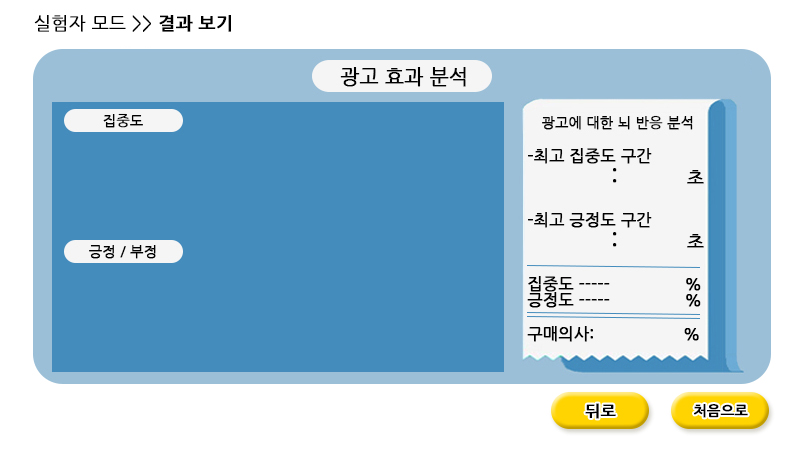 실험자 모드 >> 결과 보기
광고 효과 분석
집중도
긍정 / 부정
광고에 대한 뇌 반응 분석
-최고 집중도 구간
: 초
-최고 긍정도 구간
: 초
집중도 ----- %
긍정도 ----- %
구매의사: %
뒤로
처음으로